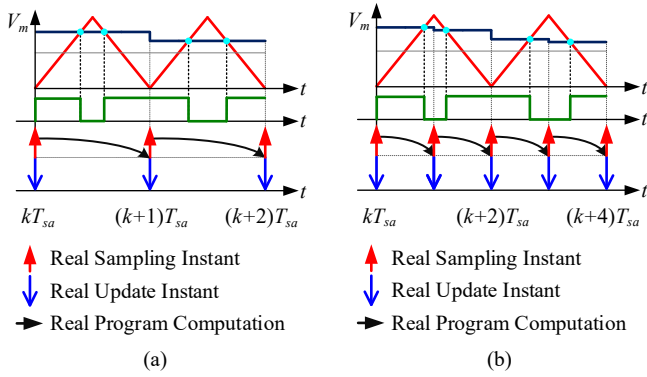 V_m
t
t
t
kT_sa
(k+1)T_sa
(k+2)T_sa
Real Sampling Instant
Real Update Instant
Real Program Computation
(a)
V_m
t
t
t
kT_sa
(k+2)T_sa
(k+4)T_sa
Real Sampling Instant
Real Update Instant
Real Program Computation
(b)